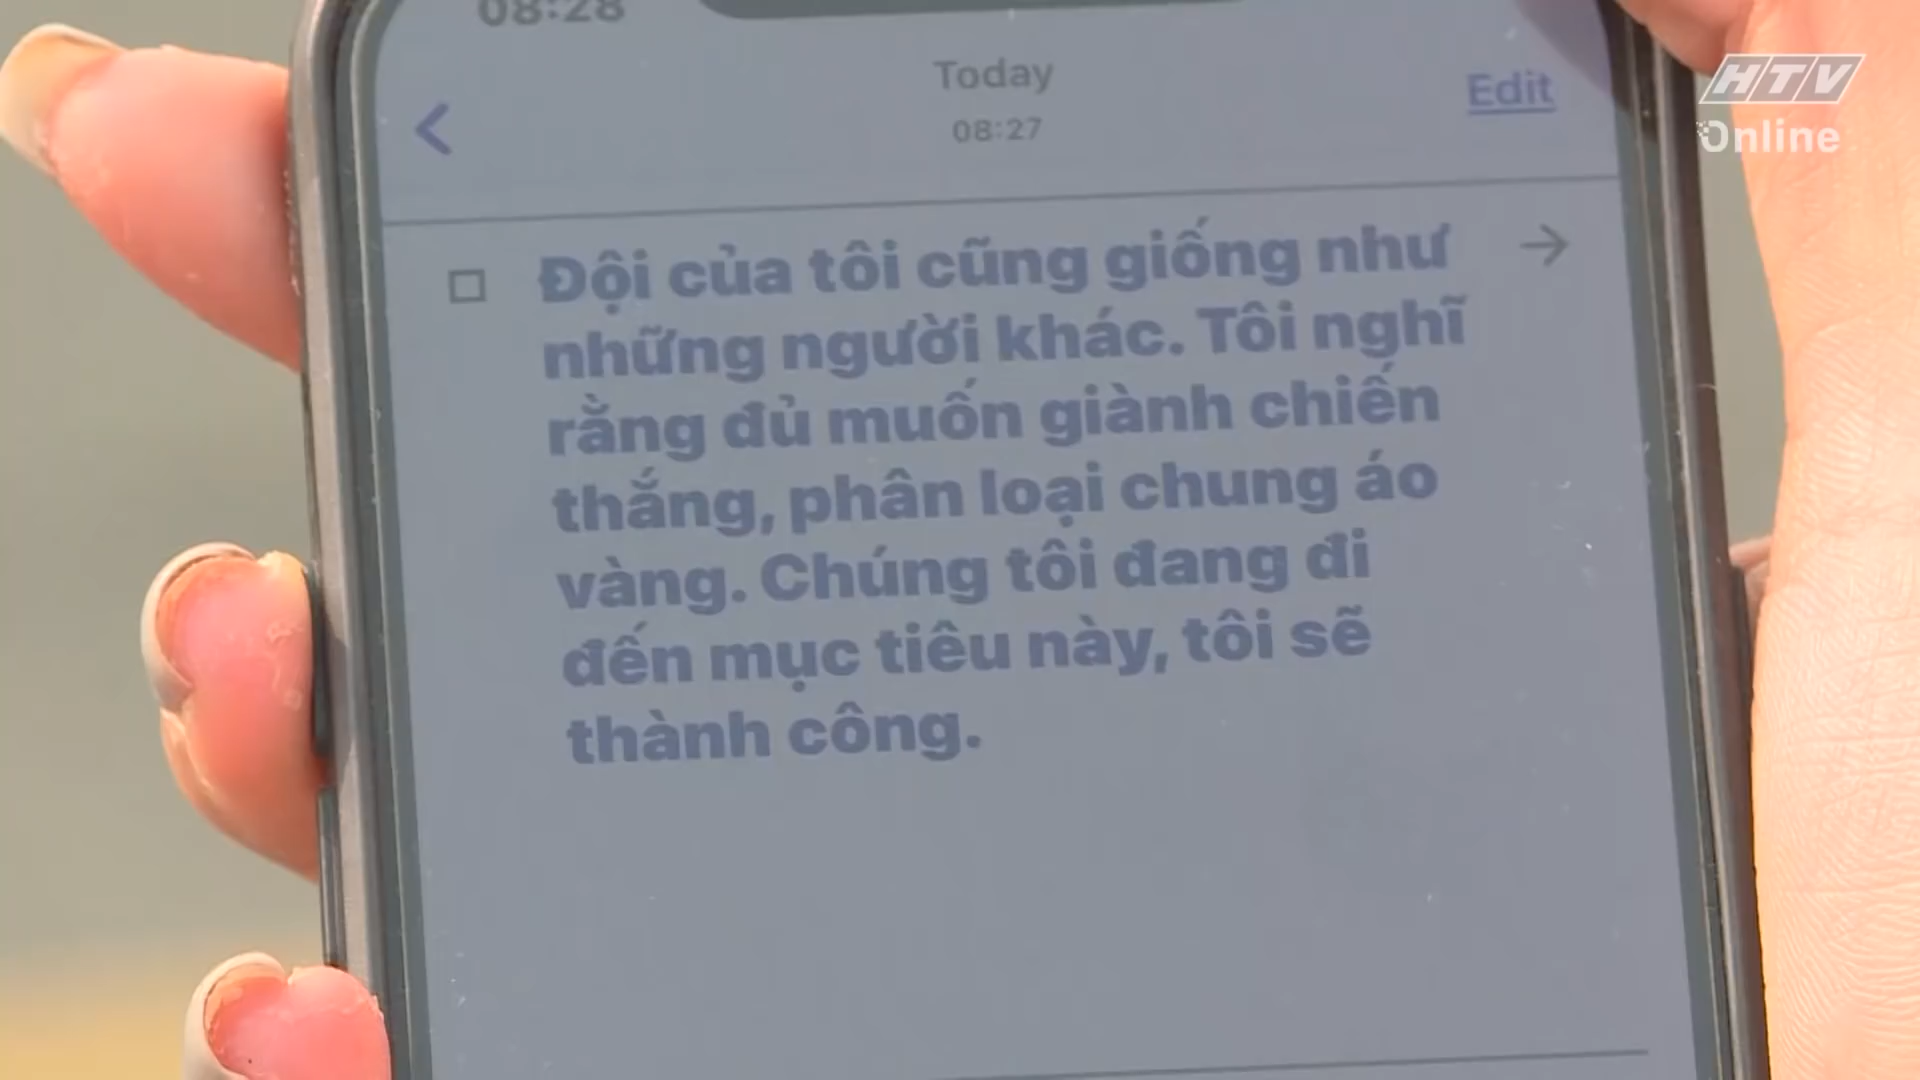 08:28
Today
08:27
Edit
Đội của tôi cũng giống như
những người khác. Tôi nghĩ
rằng đủ muốn giành chiến
thắng, phân loại chung áo
vàng. Chúng tôi đang đi
đến mục tiêu này, tôi sẽ
thành công.
HTV
Online